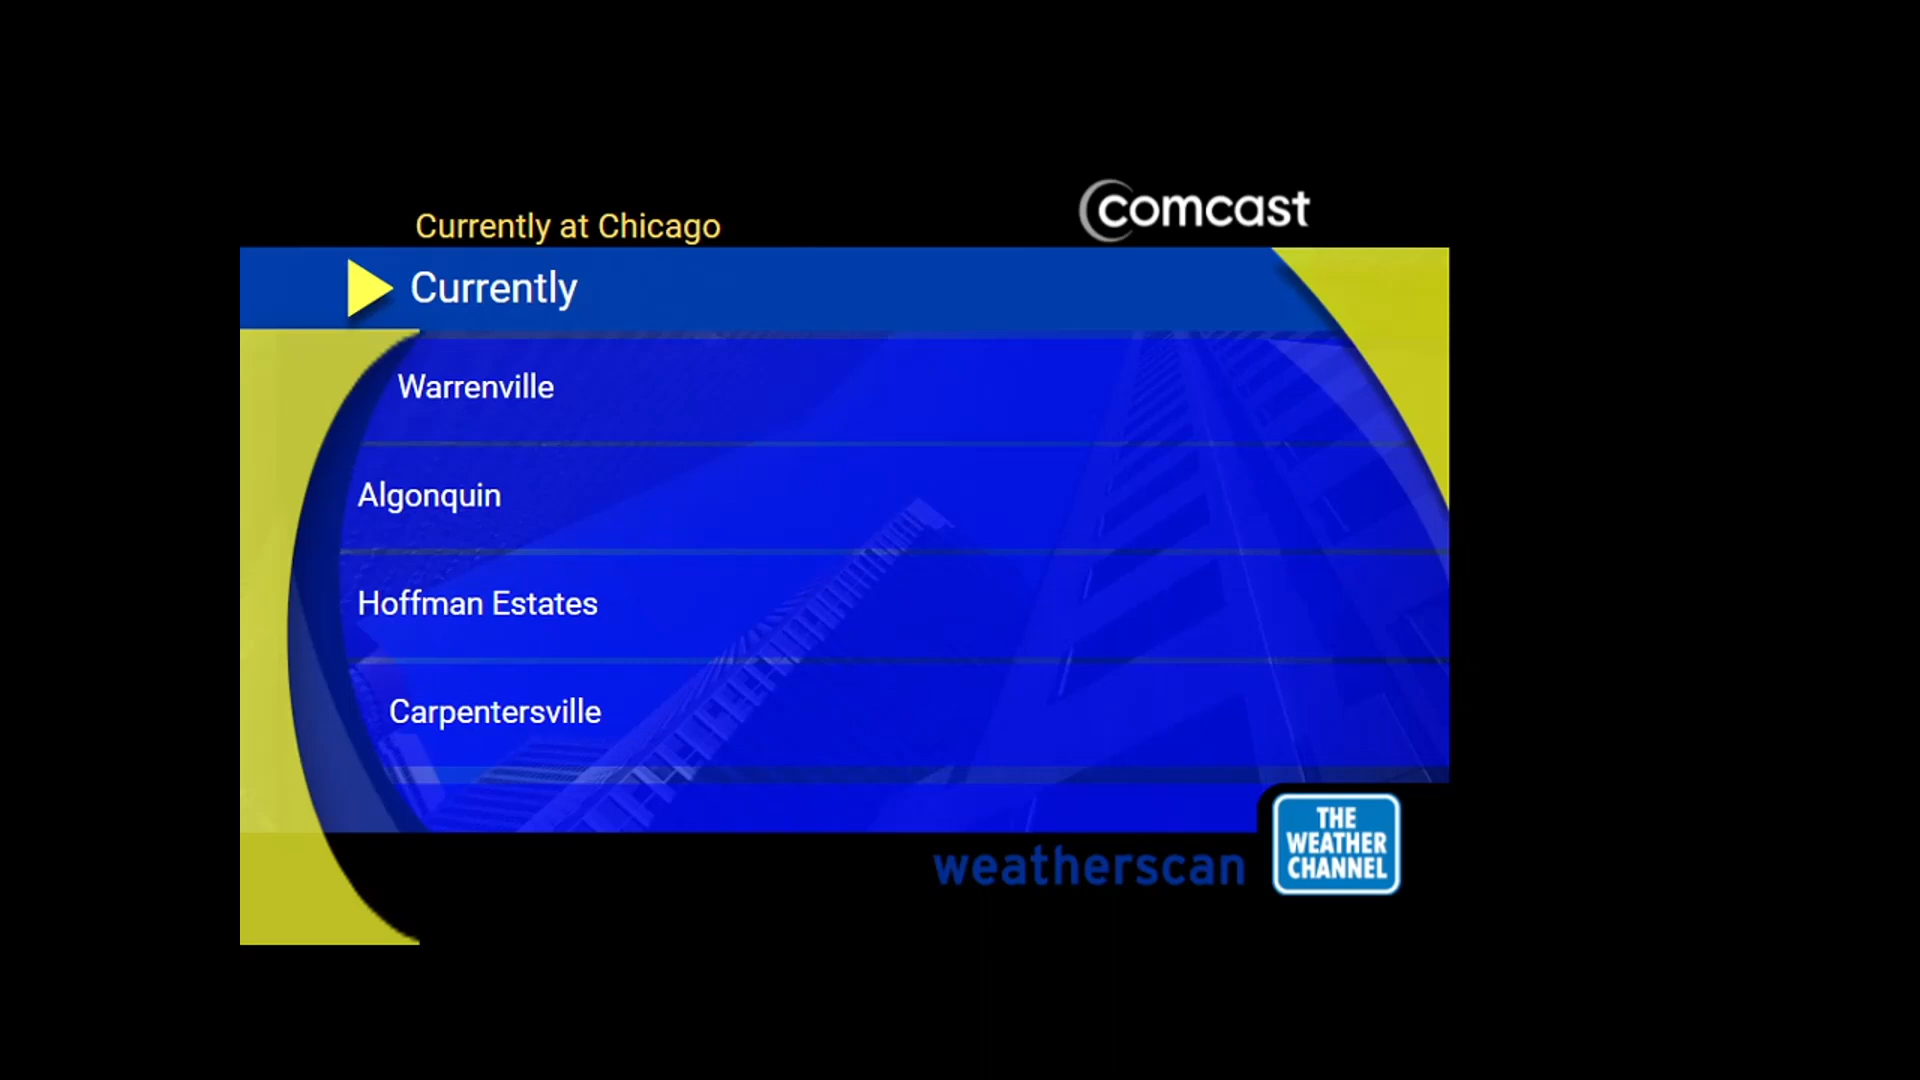 Currently at Chicago
comcast
Currently
Warrenville
Algonquin
Hoffman Estates
Carpentersville
weatherscan
THE
WEATHER
CHANNEL